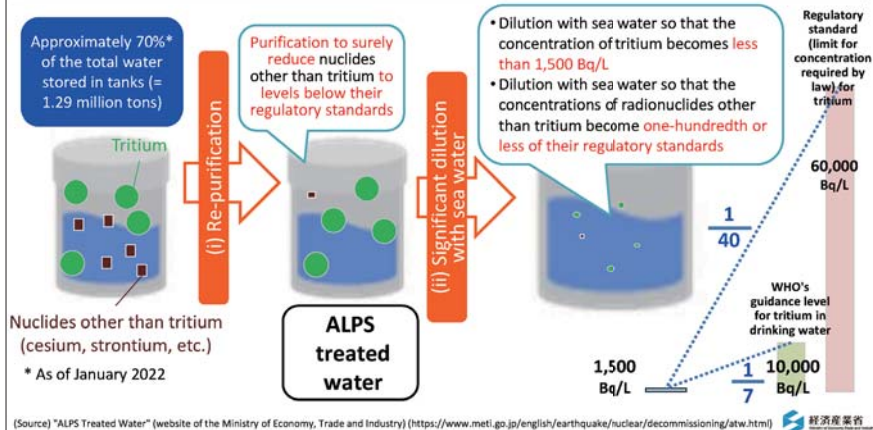 Approximately 70%*
of the total water
stored in tanks (=
1.29 million tons)
Tritium
Nuclides other than tritium
(cesium, strontium, etc.)
* As of January 2022
(i) Re-purification
Purification to surely
reduce nuclides
other than tritium to
levels below their
regulatory standards
ALPS
treated
water
(ii) Significant dilution
with sea water
• Dilution with sea water so that the
concentration of tritium becomes less
than 1,500 Bq/L
• Dilution with sea water so that the
concentrations of radionuclides other
than tritium become one-hundredth or
less of their regulatory standards
Regulatory
standard
(limit for
concentration
required by
law) for
tritium
60,000
Bq/L
1
40
WHO's
guidance level
for tritium in
drinking water
1,500
Bq/L
1
7
10,000
Bq/L
(Source) "ALPS Treated Water" (website of the Ministry of Economy, Trade and Industry) (https://www.meti.go.jp/english/earthquake/nuclear/decommissioning/atw.html)
経済産業省